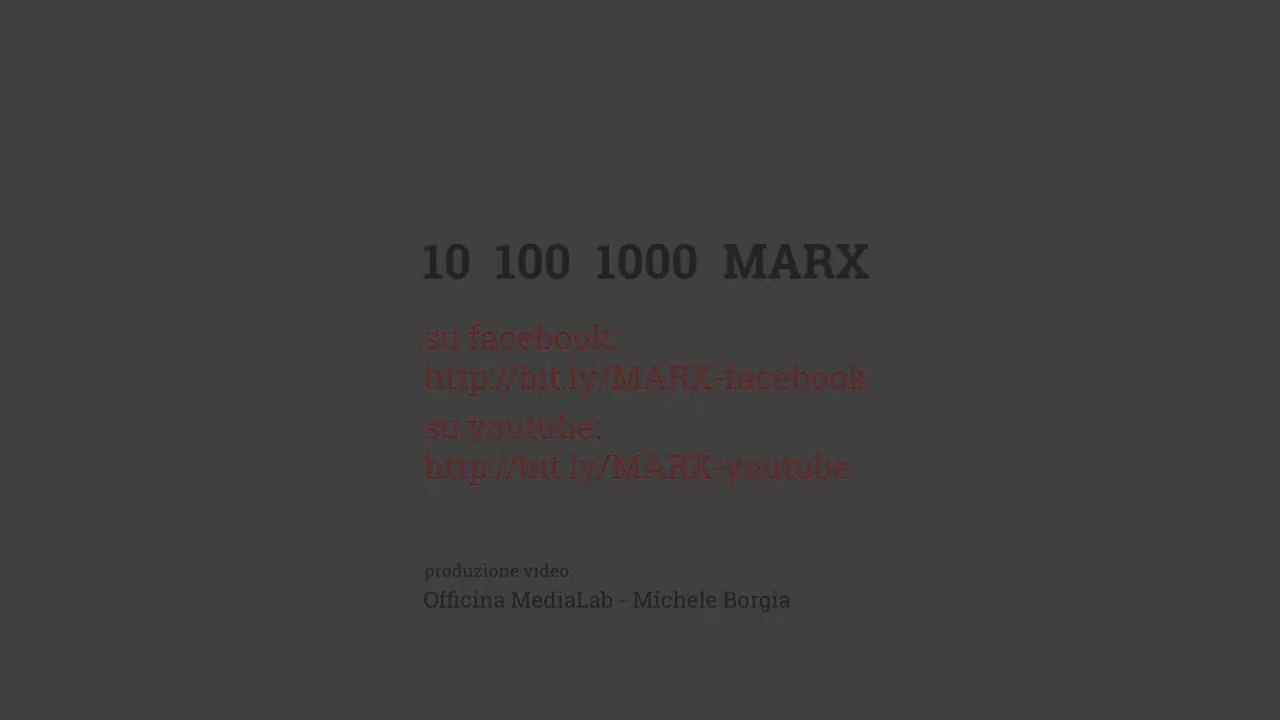 10 100 1000 MARX
su facebook:
http://bit.ly/MARX-facebook
su youtube:
http://bit.ly/MARX-youtube
produzione video:
Officina MediaLab - Michele Borgia